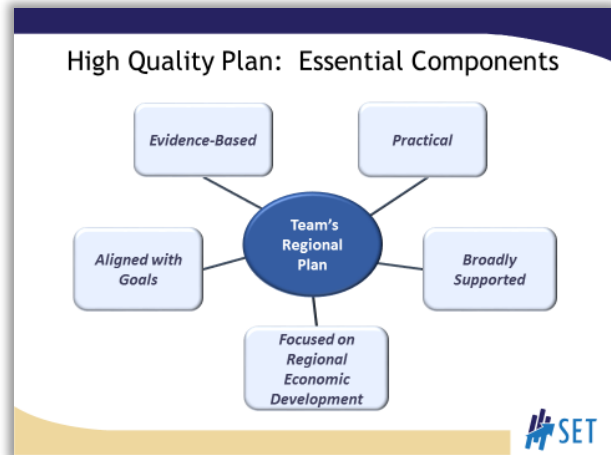 High Quality Plan:  Essential Components
Evidence-Based
Practical
Team's
Regional
Plan
Aligned with
Goals
Broadly
Supported
Focused on
Regional
Economic
Development
SET